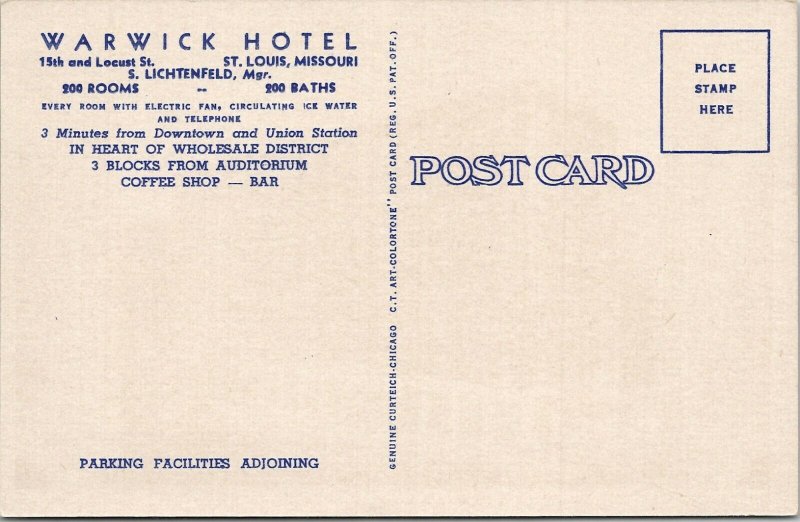 WARWICK HOTEL
15th and Locust St. ST. LOUIS, MISSOURI
S. LICHTENFELD, Mgr.
200 ROOMS -- 200 BATHS
EVERY ROOM WITH ELECTRIC FAN, CIRCULATING ICE WATER
AND TELEPHONE
3 Minutes from Downtown and Union Station
IN HEART OF WHOLESALE DISTRICT
3 BLOCKS FROM AUDITORIUM
COFFEE SHOP — BAR
PARKING FACILITIES ADJOINING
GENUINE CURTEICH-CHICAGO C.T. ART-COLORTONE" POST CARD (REG. U.S. PAT. OFF.)
POST CARD
PLACE
STAMP
HERE